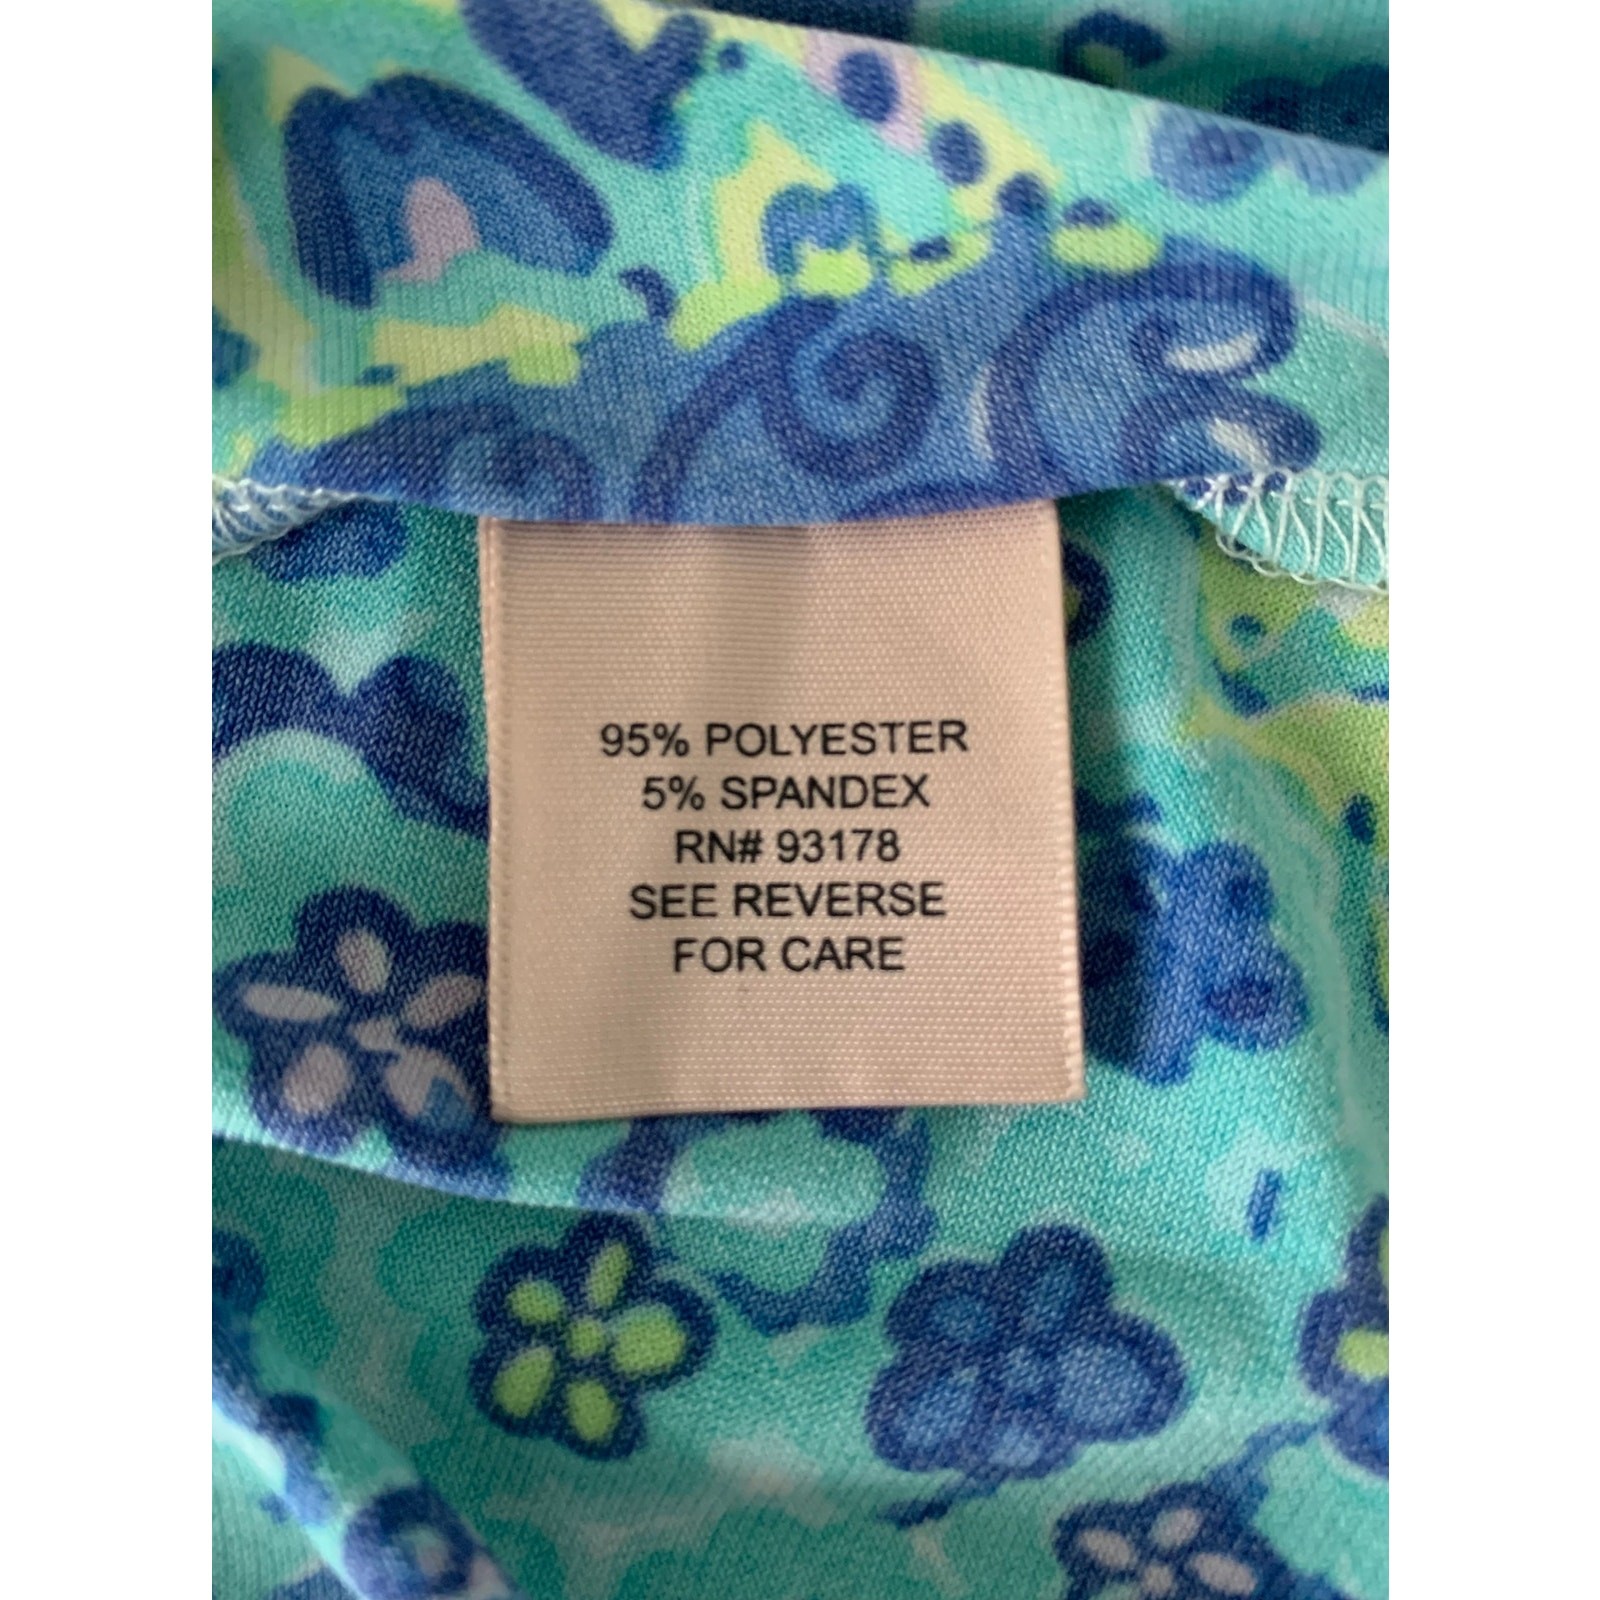 95% POLYESTER
5% SPANDEX
RN# 93178
SEE REVERSE
FOR CARE